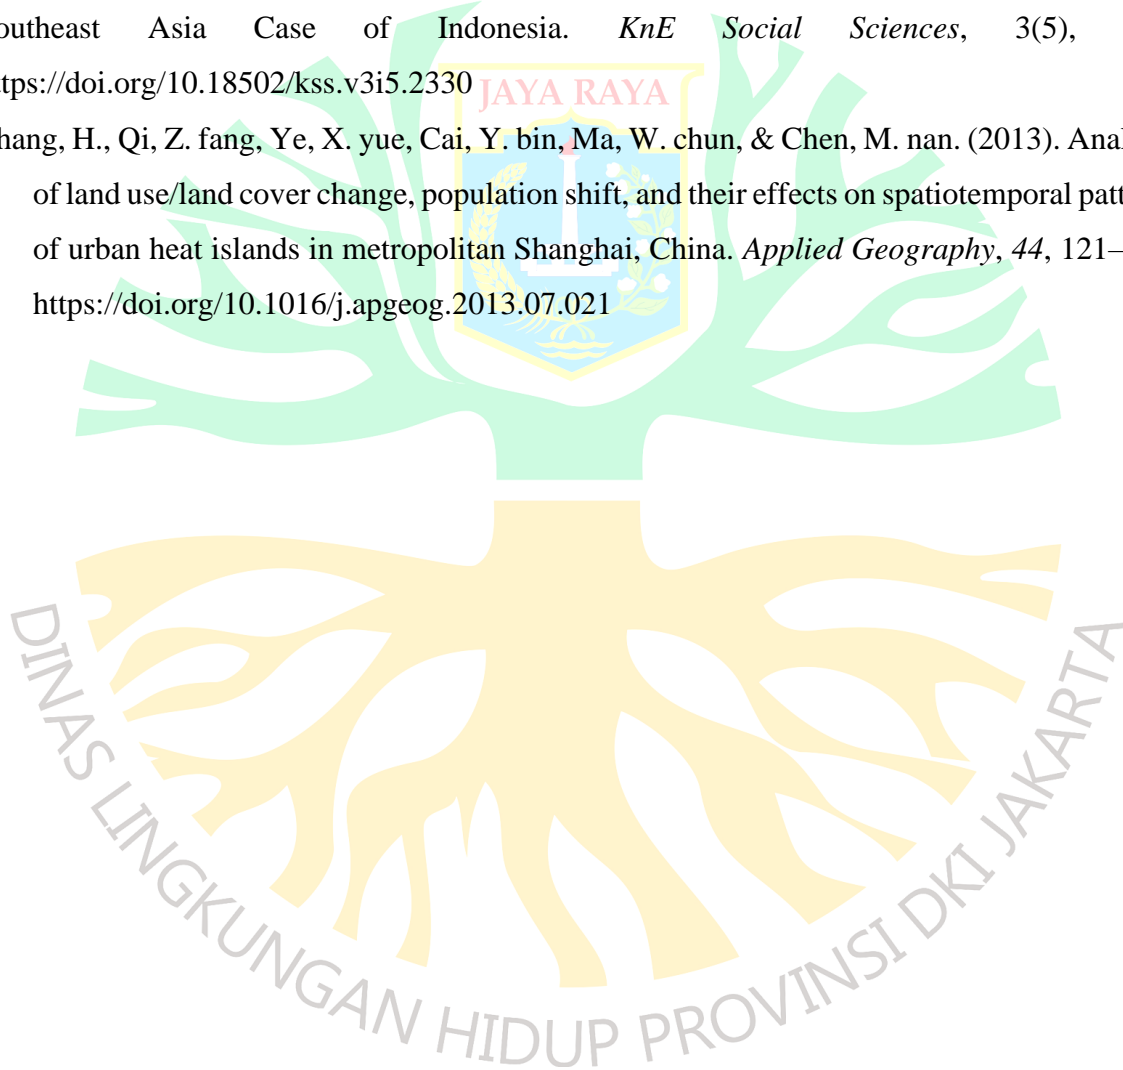 outheast Asia Case of Indonesia. KnE Social Sciences, 3(5),
ttps://doi.org/10.18502/kss.v3i5.2330
JAYA RAYA
hang, H., Qi, Z. fang, Ye, X. yue, Cai, Y. bin, Ma, W. chun, & Chen, M. nan. (2013). Anal
of land use/land cover change, population shift, and their effects on spatiotemporal patt
of urban heat islands in metropolitan Shanghai, China. Applied Geography, 44, 121–
https://doi.org/10.1016/j.apgeog.2013.07.021
DINAS LINGKUNGAN HIDUP PROVINSI DKI JAKARTA